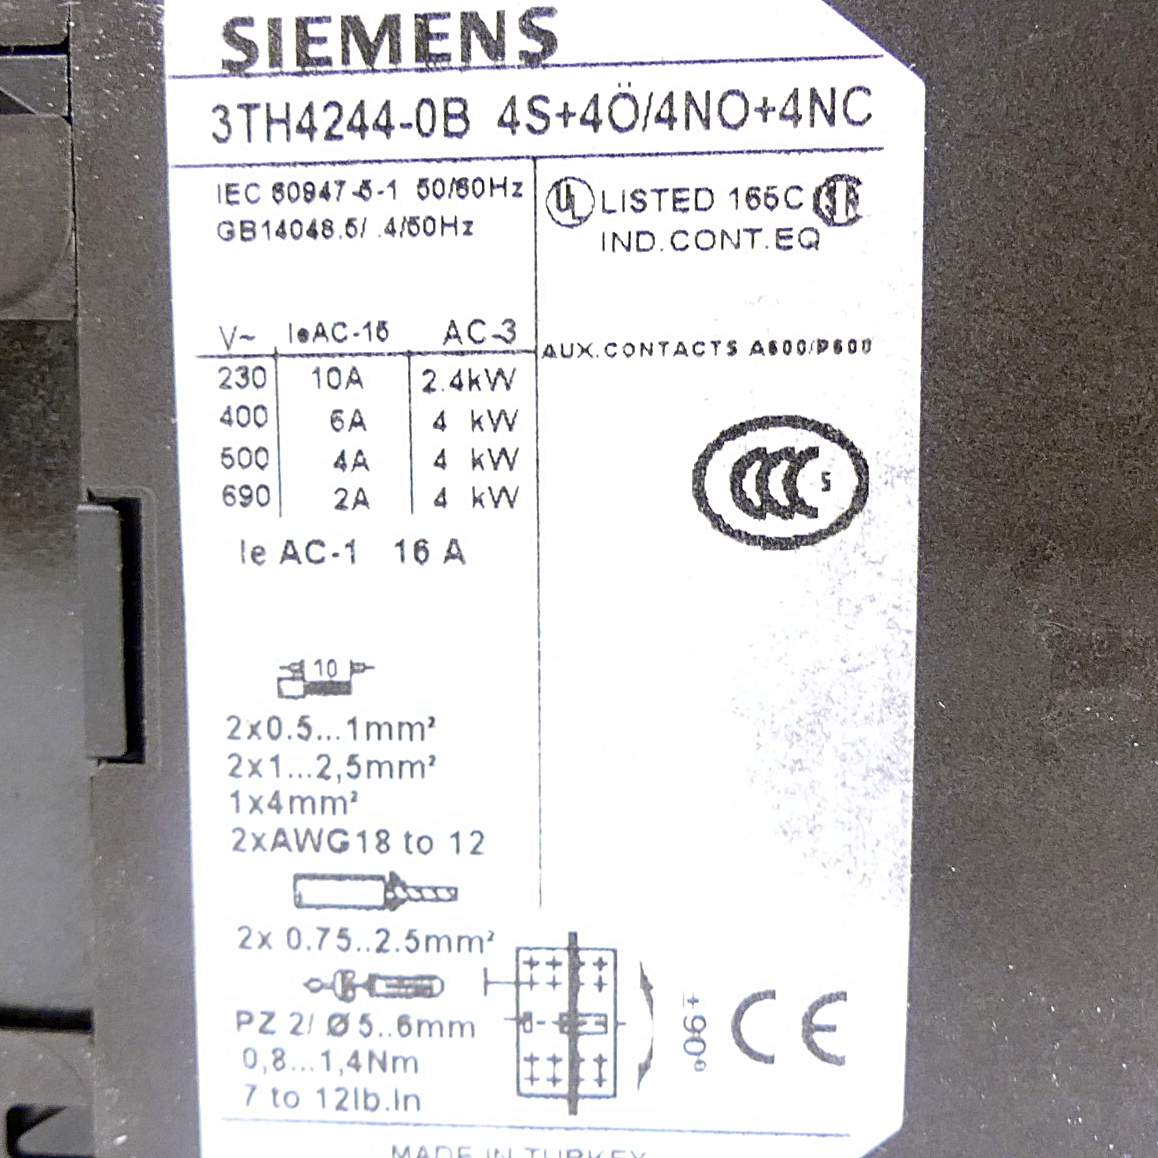 SIEMENS
3TH4244-0B 4S+4Ö/4NO+4NC
IEC 60947-5-1 50/60Hz
GB14048.5/ .4/50Hz
UL LISTED 165C
IND.CONT.EQ
V~ IeAC-15 AC-3
230 10A 2.4kW
400 6A 4 kW
500 4A 4 kW
690 2A 4 kW
Ie AC-1 16 A
AUX.CONTACTS A600/P600
CCC S
10
2x0.5...1mm²
2x1...2,5mm²
1x4mm²
2xAWG18 to 12
2x 0.75..2.5mm²
PZ 2/ Ø5..6mm
0,8...1,4Nm
7 to 12lb.In
±90°
CE
MADE IN TURKEY